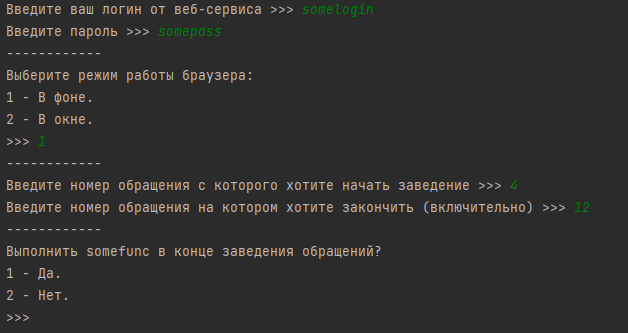 Введите ваш логин от веб-сервиса >>> somelogin
Введите пароль >>> somepass
------------
Выберите режим работы браузера:
1 - В фоне.
2 - В окне.
>>> 1
------------
Введите номер обращения с которого хотите начать заведение >>> 4
Введите номер обращения на котором хотите закончить (включительно) >>> 12
------------
Выполнить somefunc в конце заведения обращений?
1 - Да.
2 - Нет.
>>>